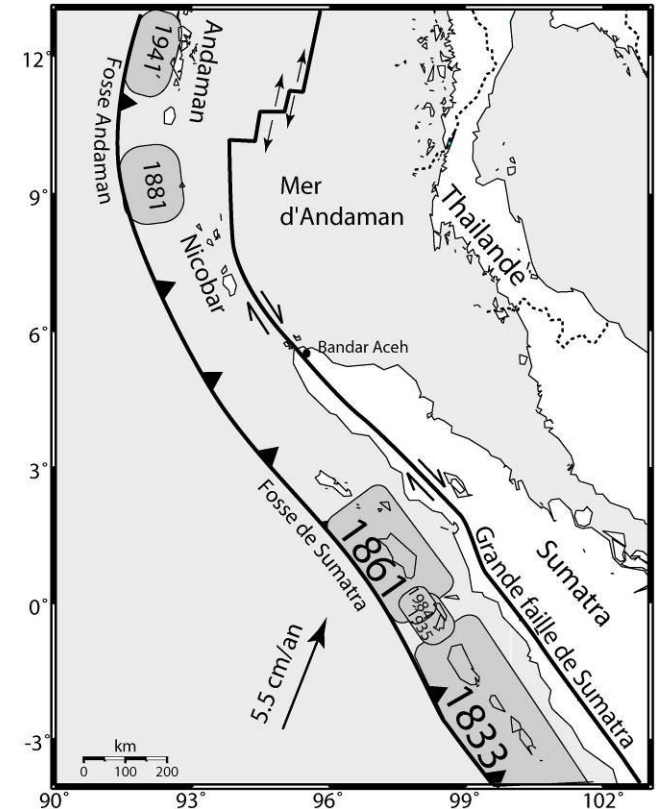 12°
9°
6°
3°
0°
-3°
90°
93°
96°
99°
102°
1941
Andaman
Fosse Andaman
1881
Nicobar
Mer
d'Andaman
Thailande
Bandar Aceh
Fosse de Sumatra
1861
1984
1935
1833
Grande faille de Sumatra
Sumatra
5.5 cm/an
km
0 100 200